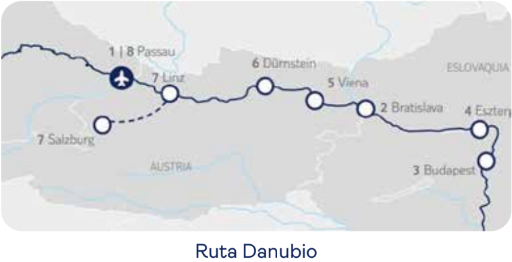 1 | 8 Passau
7 Linz
6 Dürnstein
5 Viena
ESLOVAQUIA
2 Bratislava
4 Eszter
7 Salzburg
3 Budapest
AUSTRIA
Ruta Danubio